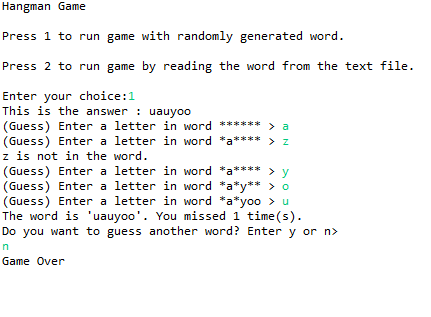 Hangman Game
Press 1 to run game with randomly generated word.
Press 2 to run game by reading the word from the text file.
Enter your choice:1
This is the answer : uauyoo
(Guess) Enter a letter in word ****** > a
(Guess) Enter a letter in word *a**** > z
z is not in the word.
(Guess) Enter a letter in word *a**** > y
(Guess) Enter a letter in word *a*y** > o
(Guess) Enter a letter in word *a*yoo > u
The word is 'uauyoo'. You missed 1 time(s).
Do you want to guess another word? Enter y or n>
n
Game Over